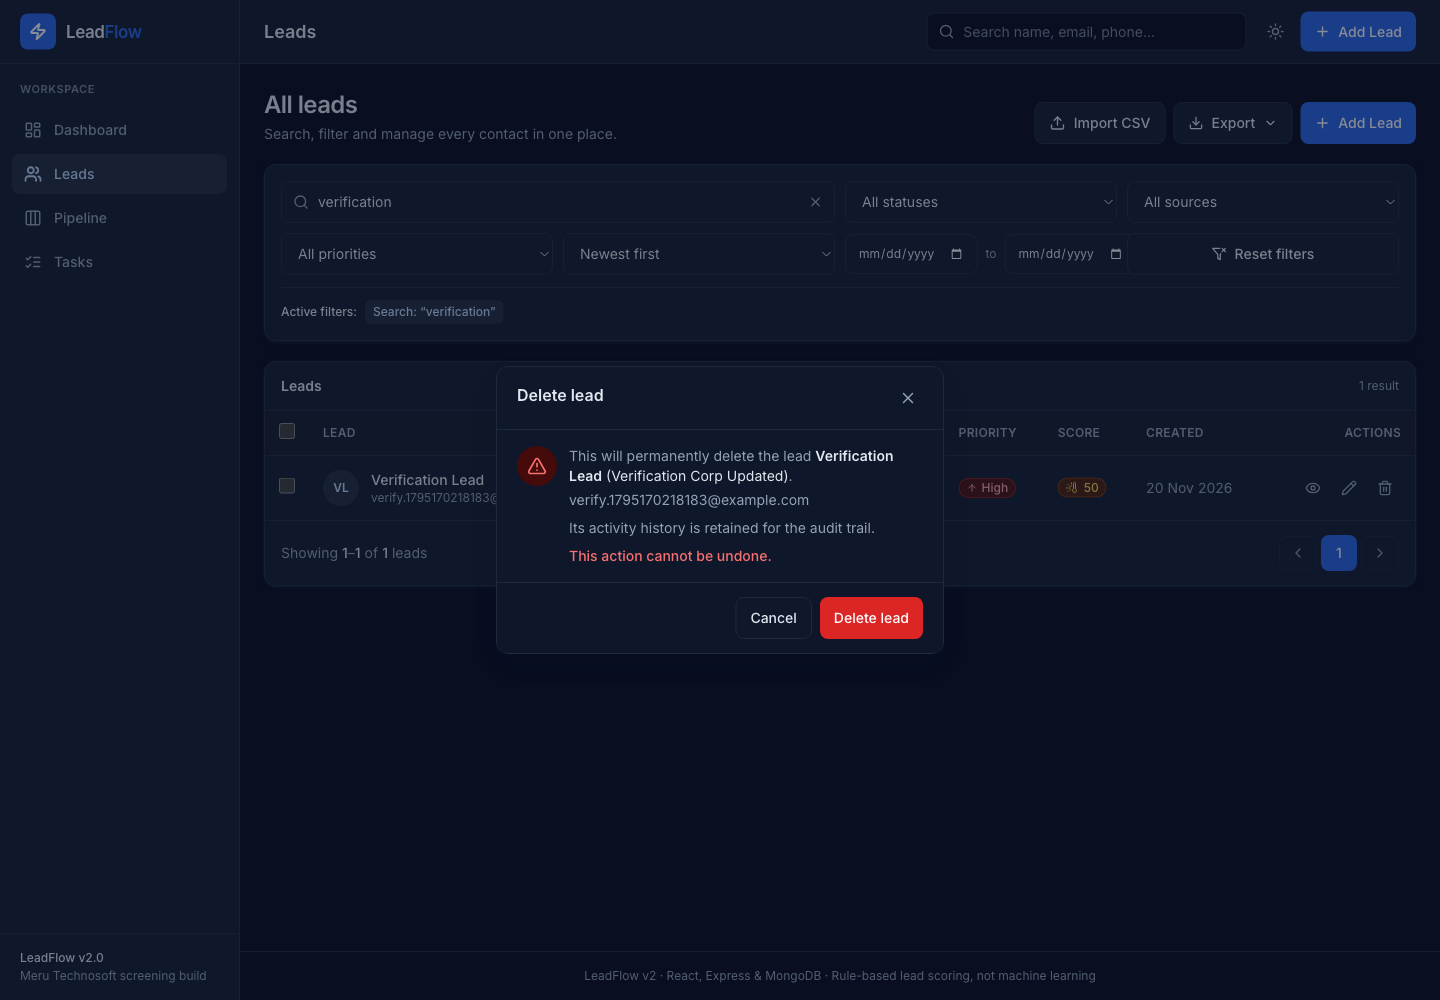 LeadFlow
Leads
Search name, email, phone...
Add Lead
WORKSPACE
Dashboard
Leads
Pipeline
Tasks
All leads
Search, filter and manage every contact in one place.
Import CSV
Export
Add Lead
verification
All statuses
All sources
All priorities
Newest first
mm/dd/yyyy
to
mm/dd/yyyy
Reset filters
Active filters:
Search: “verification”
Leads
1 result
LEAD
PRIORITY
SCORE
CREATED
ACTIONS
VL
Verification Lead
verify.1795170218183@
High
50
20 Nov 2026
Showing 1–1 of 1 leads
1
Delete lead
This will permanently delete the lead Verification
Lead (Verification Corp Updated).
verify.1795170218183@example.com
Its activity history is retained for the audit trail.
This action cannot be undone.
Cancel
Delete lead
LeadFlow v2.0
Meru Technosoft screening build
LeadFlow v2 · React, Express & MongoDB · Rule-based lead scoring, not machine learning